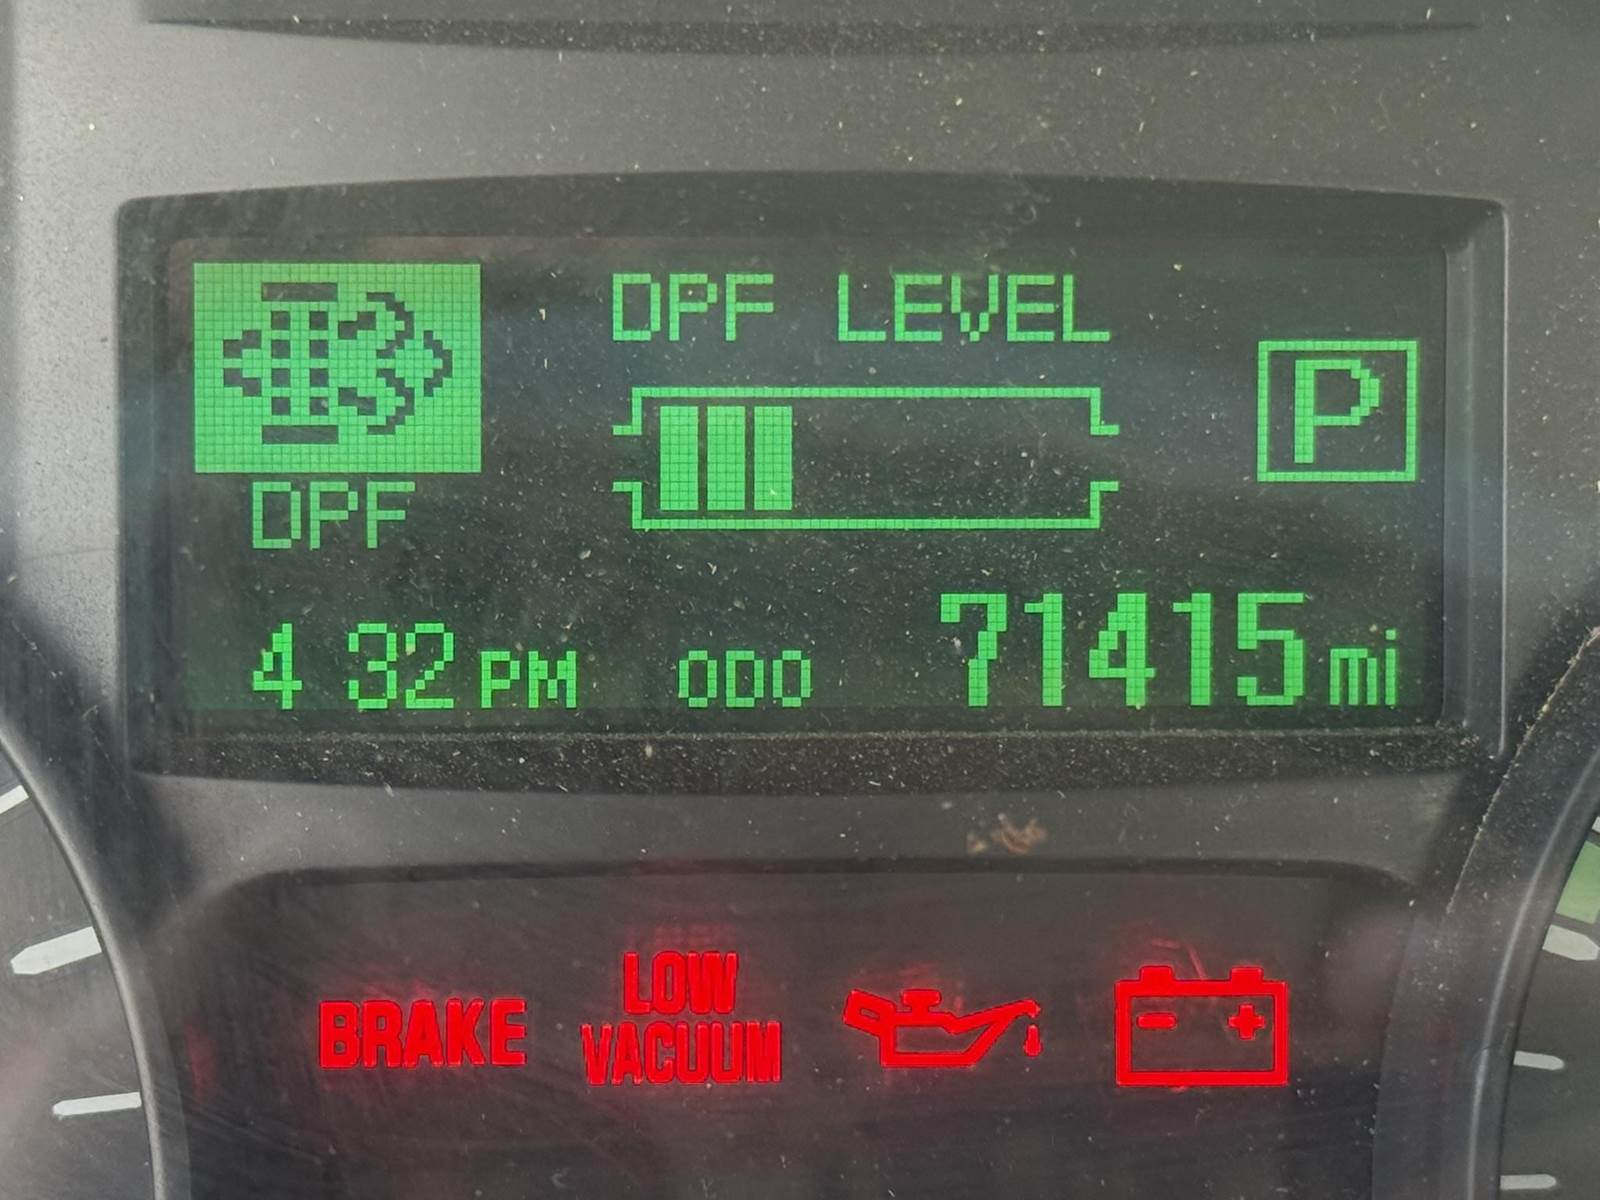 DPF LEVEL
P
DPF
4 32 PM ODO 71415 mi
BRAKE
LOW
VACUUM
- +